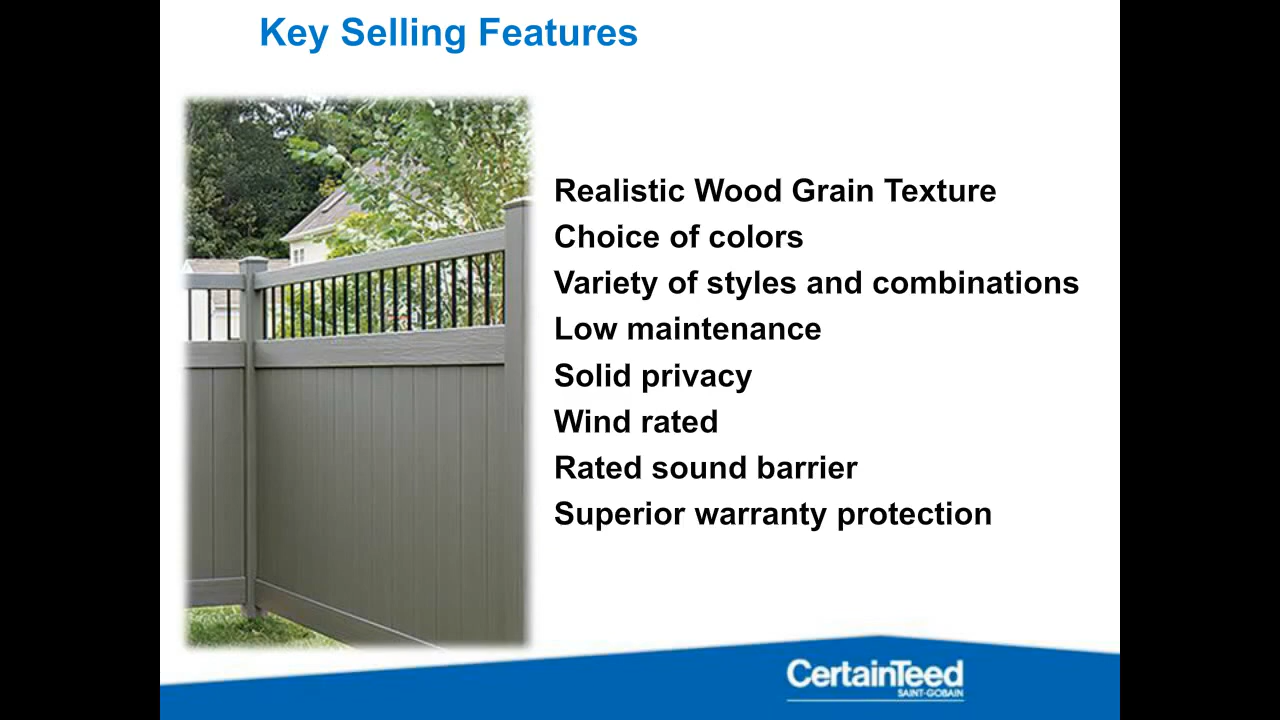 Key Selling Features
Realistic Wood Grain Texture
Choice of colors
Variety of styles and combinations
Low maintenance
Solid privacy
Wind rated
Rated sound barrier
Superior warranty protection
CertainTeed
SAINT-GOBAIN